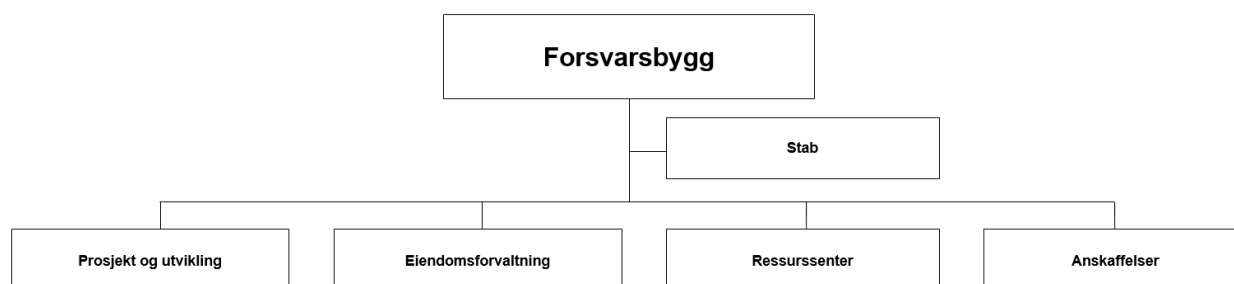 Forsvarsbygg
Stab
Prosjekt og utvikling
Eiendomsforvaltning
Ressurssenter
Anskaffelser